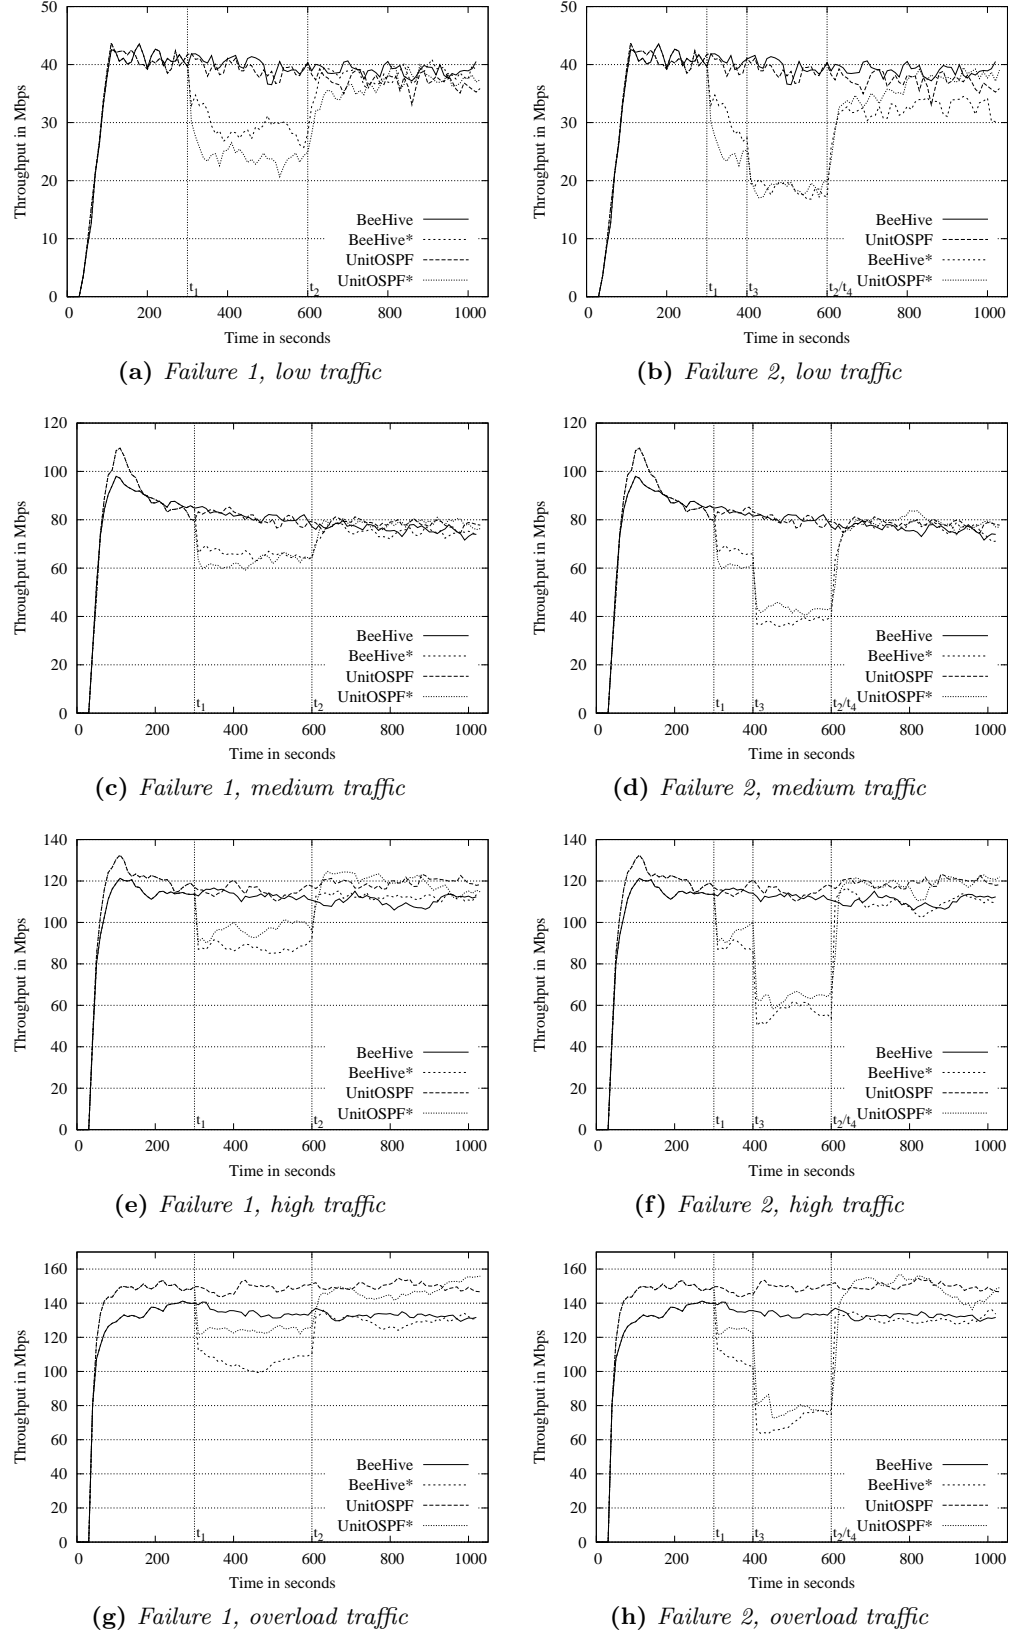 50
40
30
20
10
0
0 200 400 600 800 1000
Throughput in Mbps
Time in seconds
t1 t2
BeeHive
BeeHive*
UnitOSPF
UnitOSPF*
(a) Failure 1, low traffic
50
40
30
20
10
0
0 200 400 600 800 1000
Throughput in Mbps
Time in seconds
t1 t3 t2/t4
BeeHive
UnitOSPF
BeeHive*
UnitOSPF*
(b) Failure 2, low traffic
120
100
80
60
40
20
0
0 200 400 600 800 1000
Throughput in Mbps
Time in seconds
t1 t2
BeeHive
BeeHive*
UnitOSPF
UnitOSPF*
(c) Failure 1, medium traffic
120
100
80
60
40
20
0
0 200 400 600 800 1000
Throughput in Mbps
Time in seconds
t1 t3 t2/t4
BeeHive
BeeHive*
UnitOSPF
UnitOSPF*
(d) Failure 2, medium traffic
140
120
100
80
60
40
20
0
0 200 400 600 800 1000
Throughput in Mbps
Time in seconds
t1 t2
BeeHive
BeeHive*
UnitOSPF
UnitOSPF*
(e) Failure 1, high traffic
140
120
100
80
60
40
20
0
0 200 400 600 800 1000
Throughput in Mbps
Time in seconds
t1 t3 t2/t4
BeeHive
BeeHive*
UnitOSPF
UnitOSPF*
(f) Failure 2, high traffic
160
140
120
100
80
60
40
20
0
0 200 400 600 800 1000
Throughput in Mbps
Time in seconds
t1 t2
BeeHive
BeeHive*
UnitOSPF
UnitOSPF*
(g) Failure 1, overload traffic
160
140
120
100
80
60
40
20
0
0 200 400 600 800 1000
Throughput in Mbps
Time in seconds
t1 t3 t2/t4
BeeHive
BeeHive*
UnitOSPF
UnitOSPF*
(h) Failure 2, overload traffic